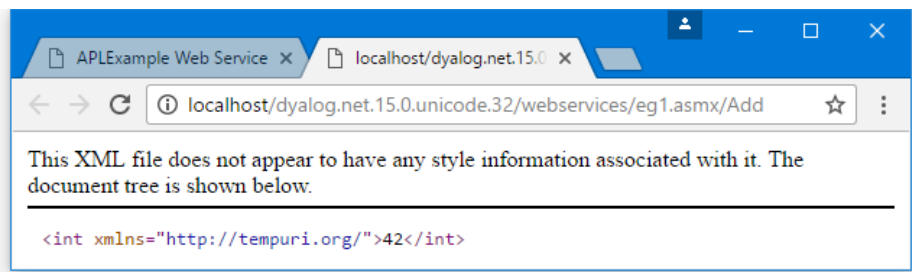 APLExample Web Service
localhost/dyalog.net.15.0
localhost/dyalog.net.15.0.unicode.32/webservices/eg1.asmx/Add
This XML file does not appear to have any style information associated with it. The
document tree is shown below.
<int xmlns="http://tempuri.org/">42</int>